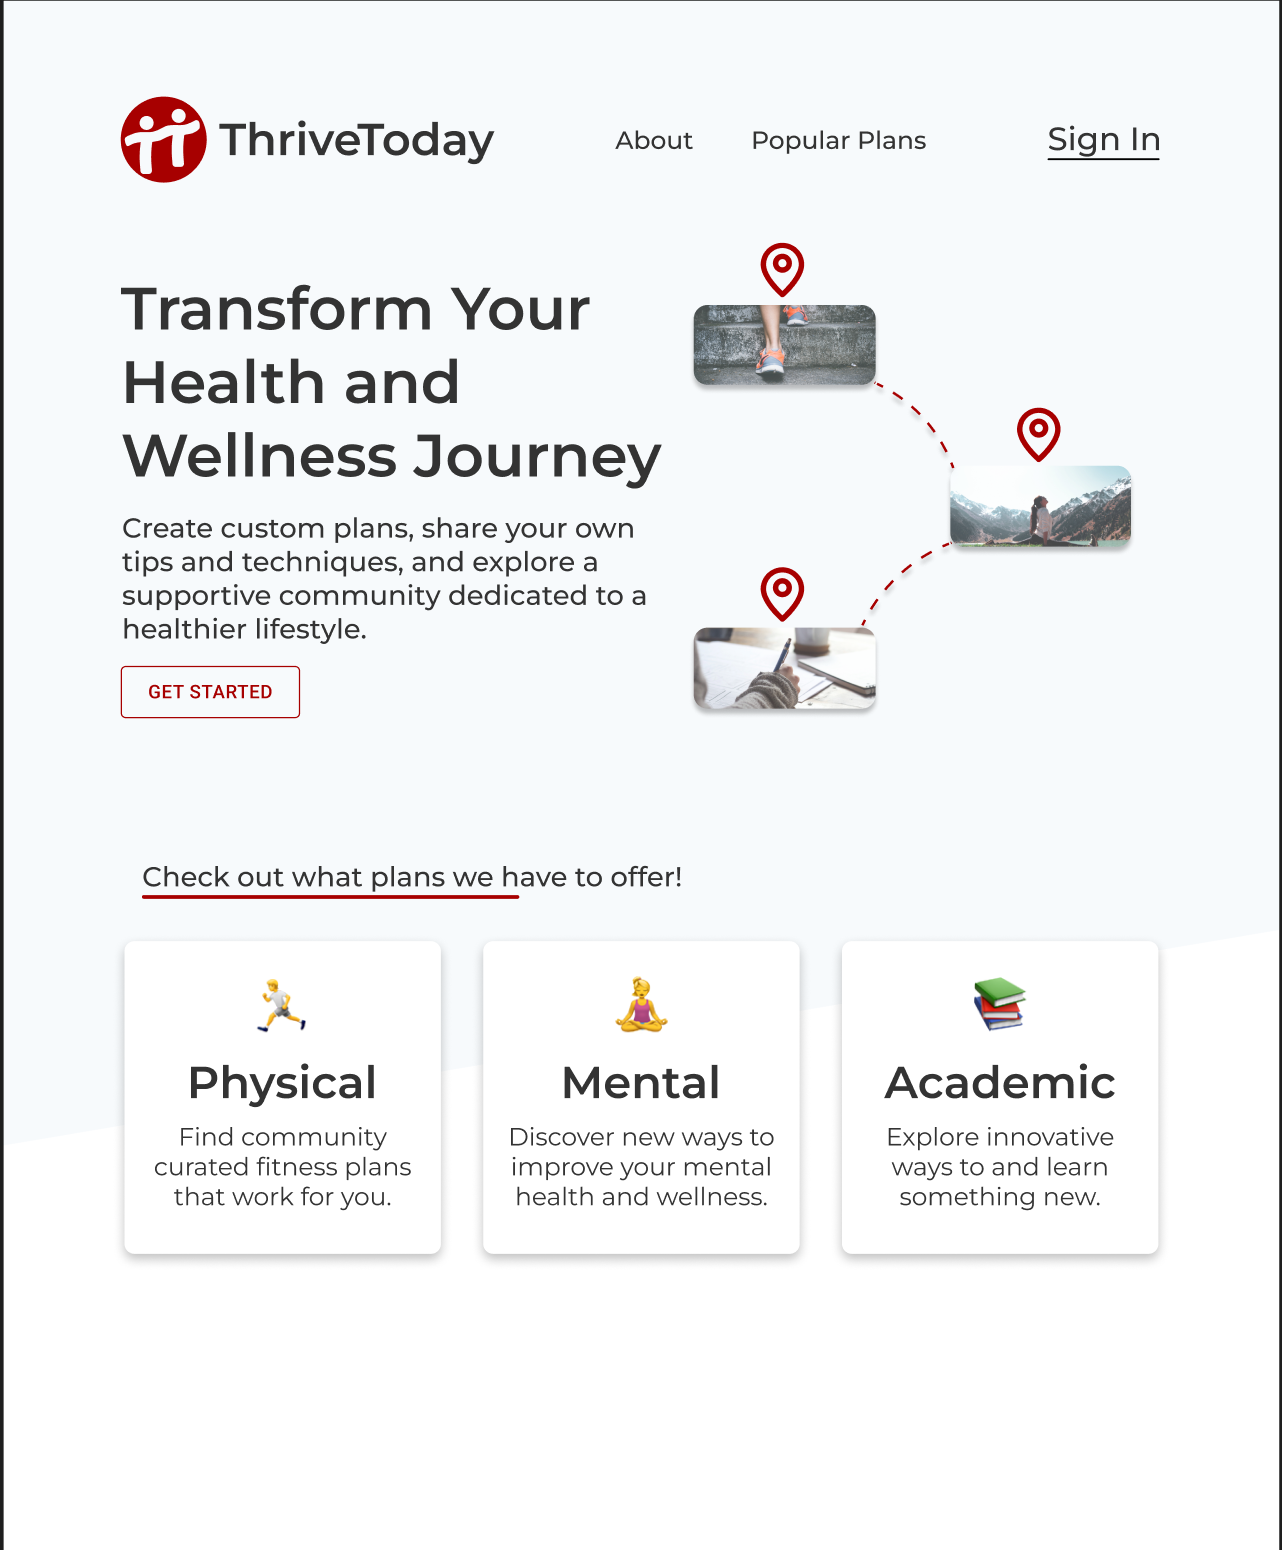 ThriveToday
About
Popular Plans
Sign In
Transform Your
Health and
Wellness Journey
Create custom plans, share your own
tips and techniques, and explore a
supportive community dedicated to a
healthier lifestyle.
GET STARTED
Check out what plans we have to offer!
Physical
Find community
curated fitness plans
that work for you.
Mental
Discover new ways to
improve your mental
health and wellness.
Academic
Explore innovative
ways to and learn
something new.